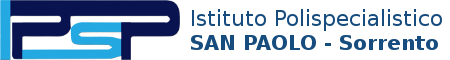 PSP
Istituto Polispecialistico
SAN PAOLO - Sorrento